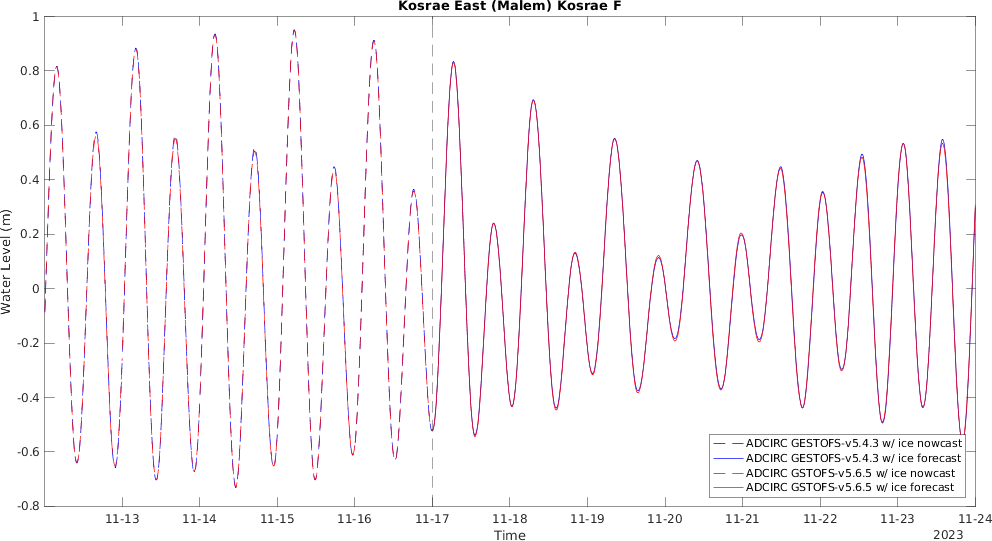 Kosrae East (Malem) Kosrae F
1
0.8
0.6
0.4
0.2
0
-0.2
-0.4
-0.6
-0.8
Water Level (m)
ADCIRC GESTOFS-v5.4.3 w/ ice nowcast
ADCIRC GESTOFS-v5.4.3 w/ ice forecast
ADCIRC GSTOFS-v5.6.5 w/ ice nowcast
ADCIRC GSTOFS-v5.6.5 w/ ice forecast
11-13 11-14 11-15 11-16 11-17 11-18 11-19 11-20 11-21 11-22 11-23 11-24
Time
2023